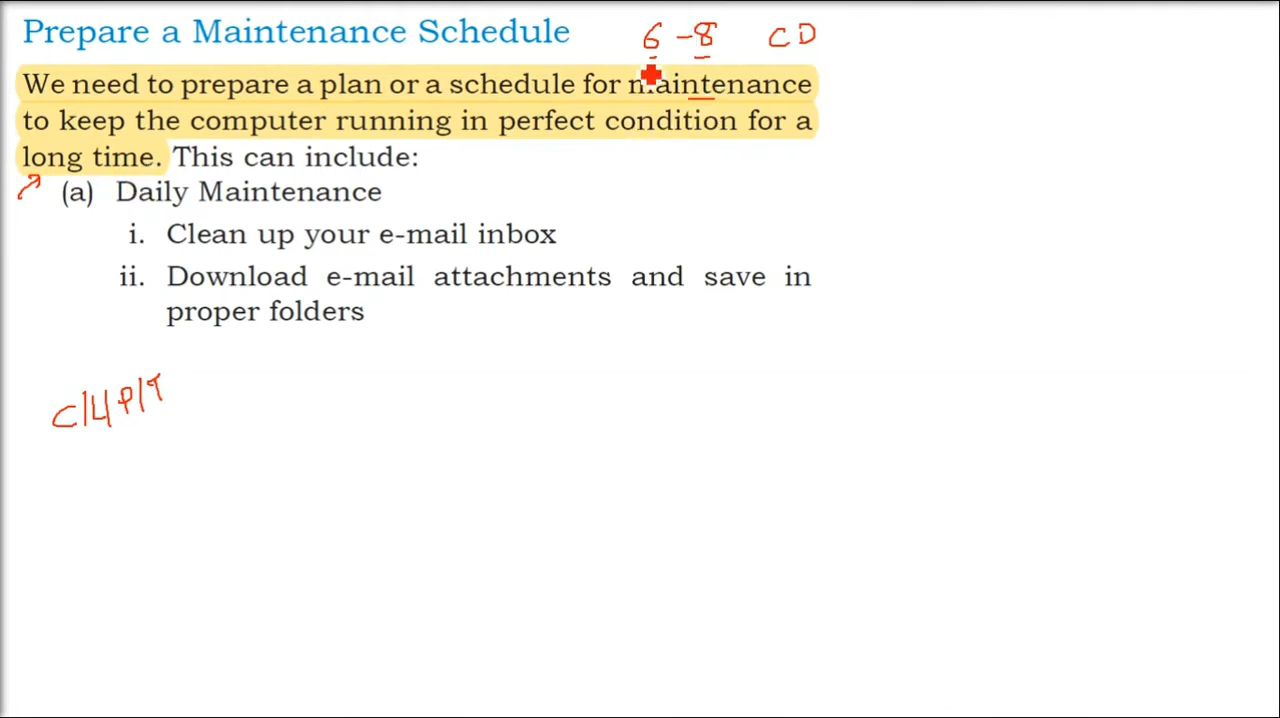 Prepare a Maintenance Schedule
6-8 CD
We need to prepare a plan or a schedule for maintenance
to keep the computer running in perfect condition for a
long time. This can include:
(a) Daily Maintenance
i. Clean up your e-mail inbox
ii. Download e-mail attachments and save in
proper folders